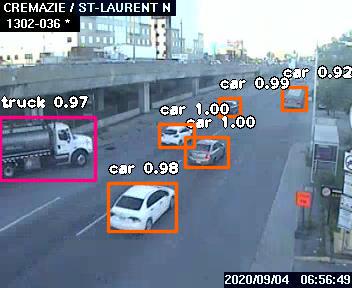 CREMAZIE / ST-LAURENT N
1302-036 *
car 0.92
car 0.99
truck 0.97
car 1.00
car 1.00
car 0.98
2020/09/04 06:56:49